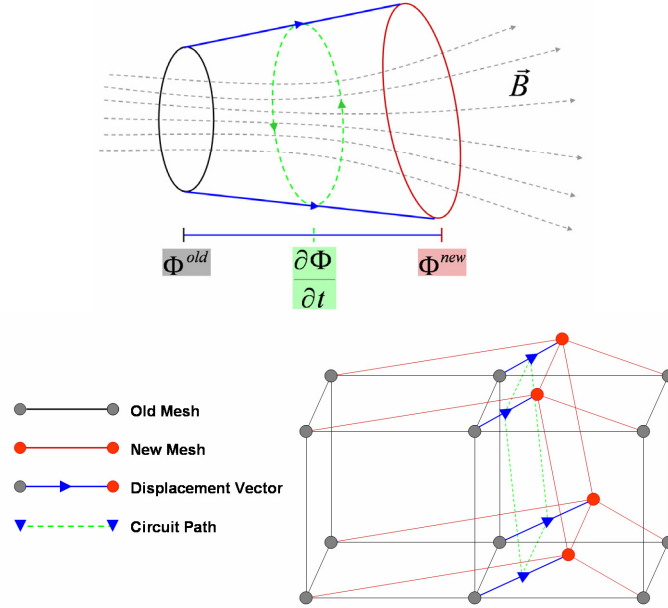 B⃗
Φ^old
∂Φ
∂t
Φ^new
Old Mesh
New Mesh
Displacement Vector
Circuit Path